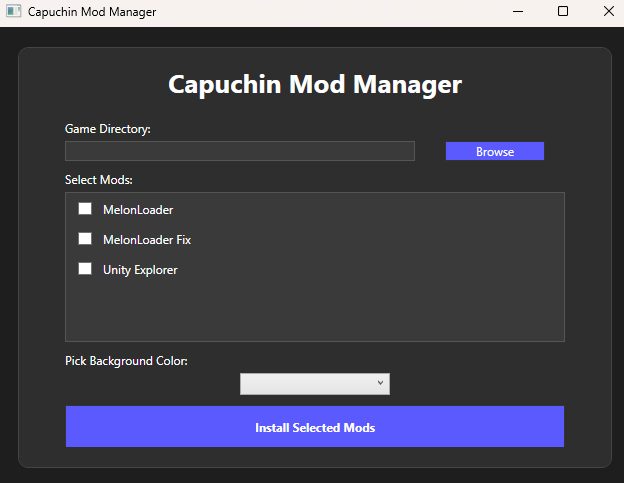 Capuchin Mod Manager
Capuchin Mod Manager
Game Directory:
Browse
Select Mods:
MelonLoader
MelonLoader Fix
Unity Explorer
Pick Background Color:
Install Selected Mods